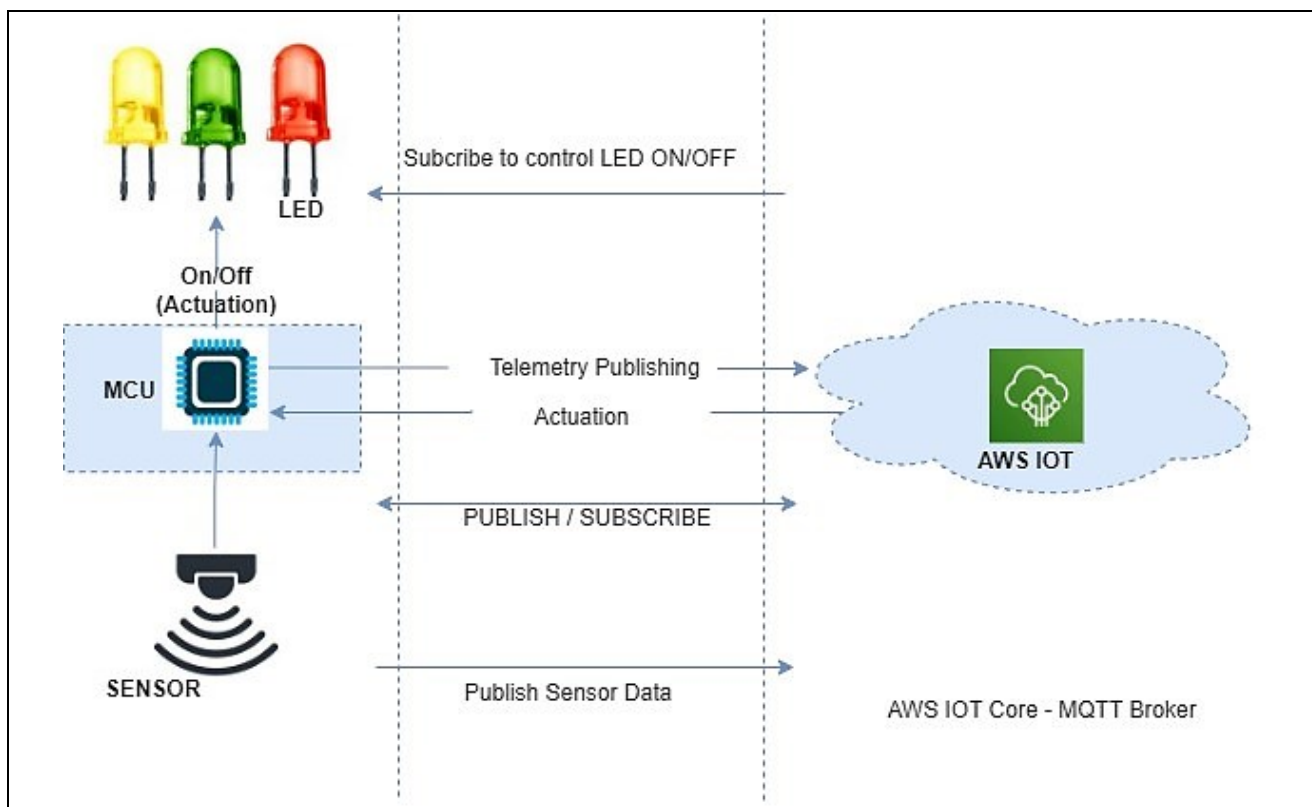 Subcribe to control LED ON/OFF
LED
On/Off
(Actuation)
MCU
Telemetry Publishing
Actuation
AWS IOT
PUBLISH / SUBSCRIBE
SENSOR
Publish Sensor Data
AWS IOT Core - MQTT Broker